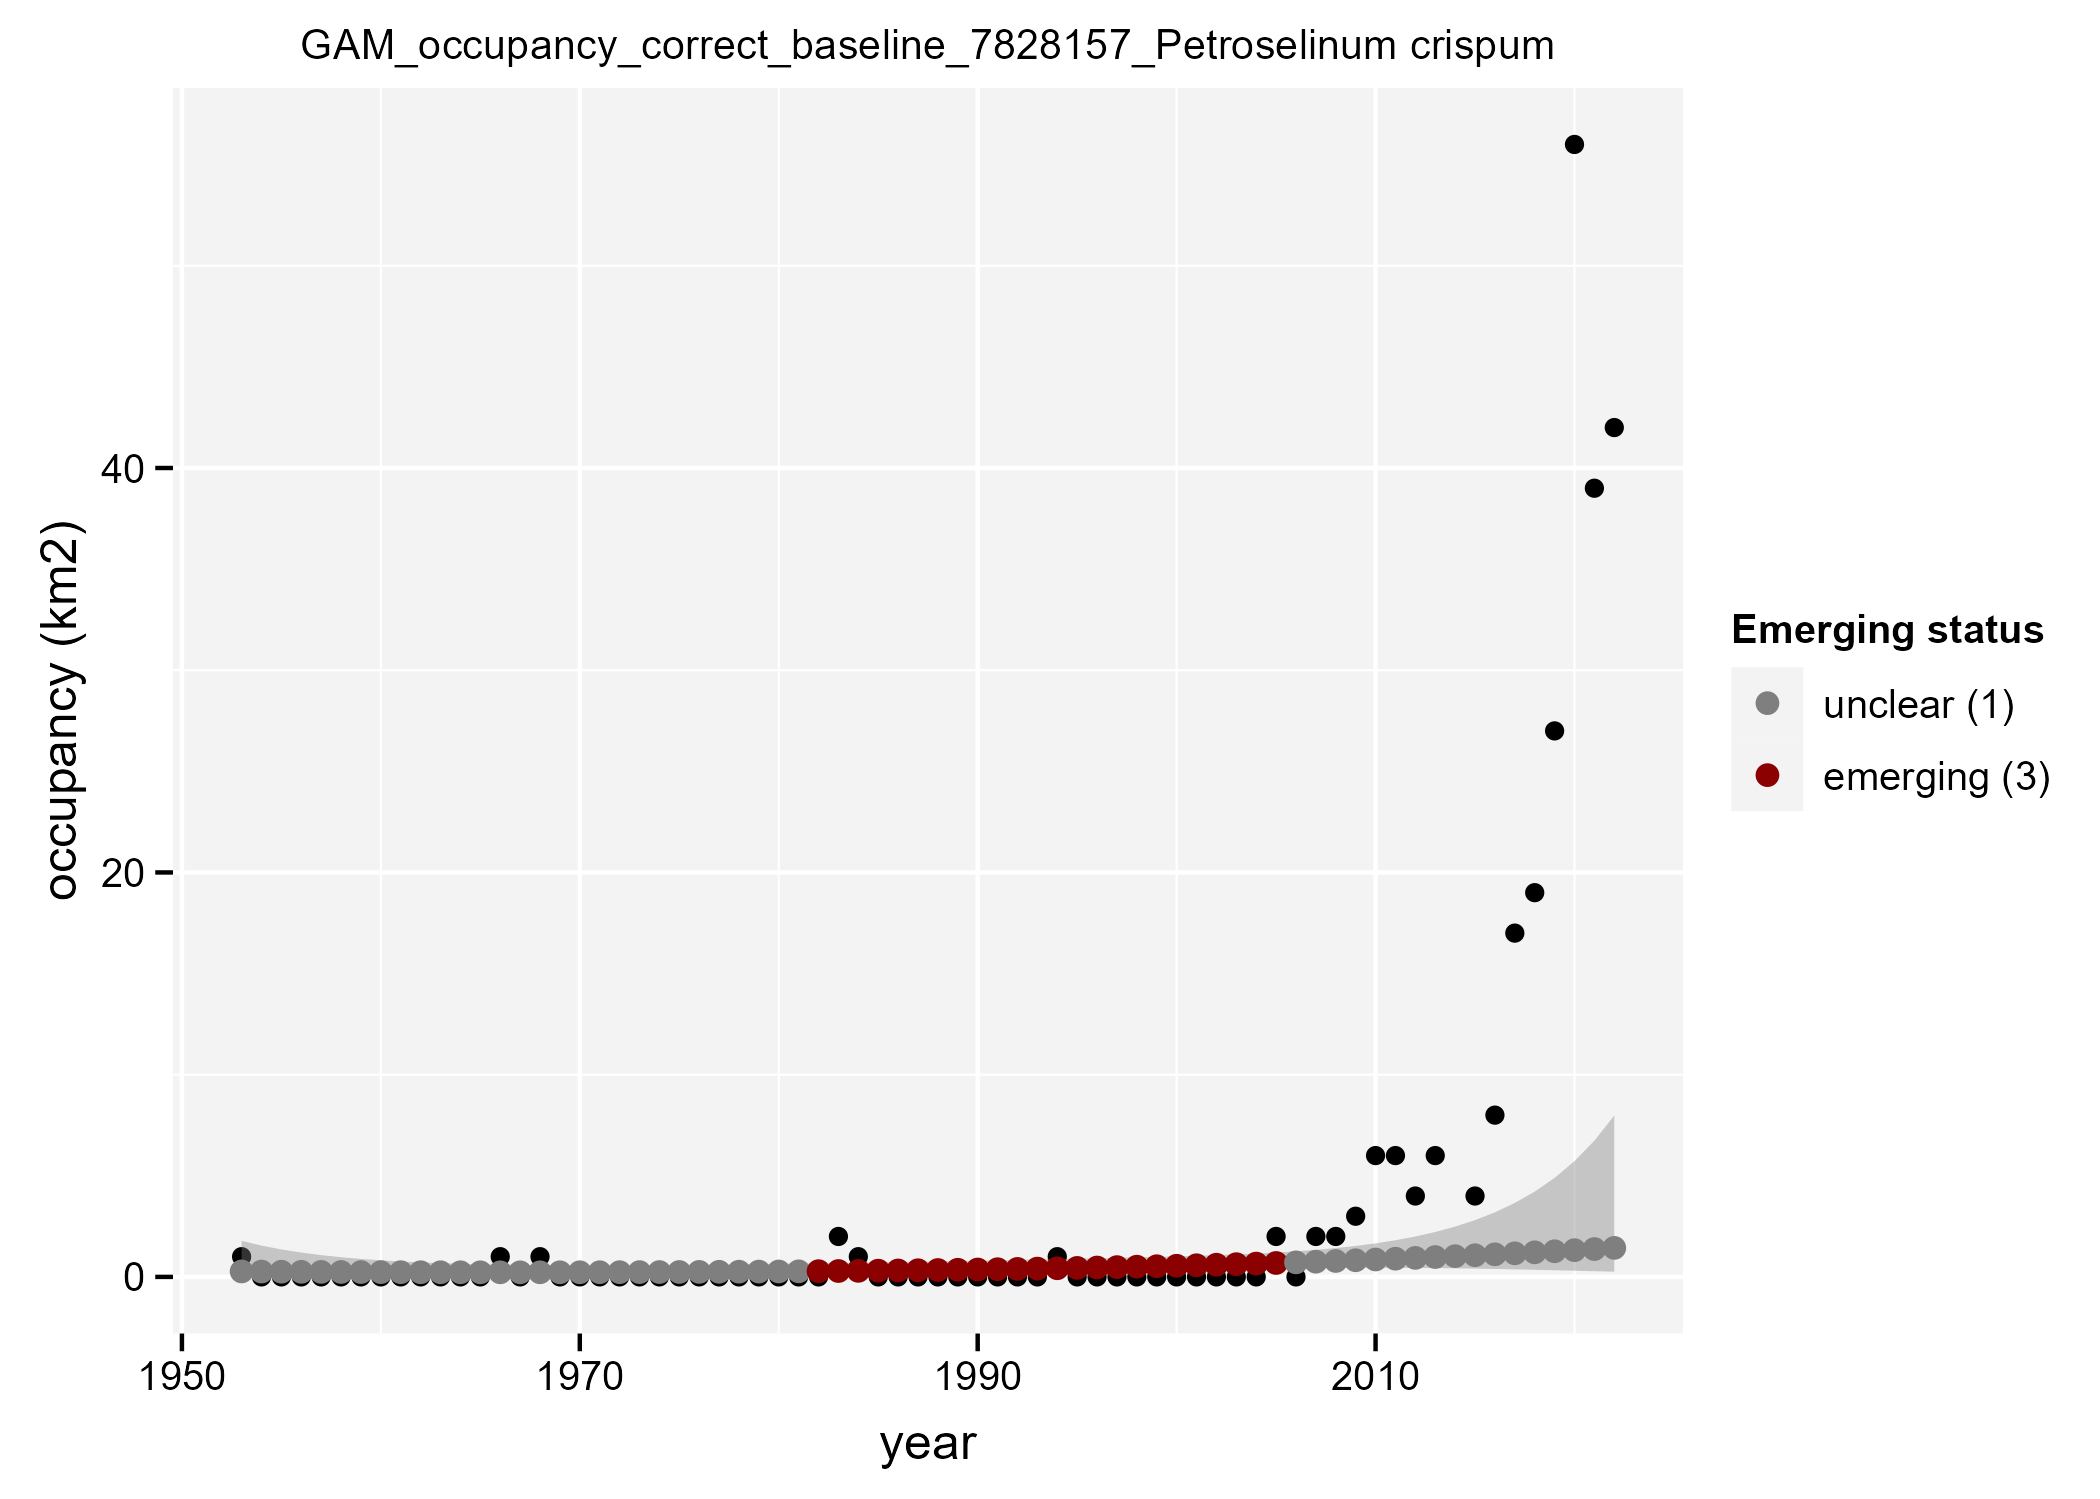 GAM_occupancy_correct_baseline_7828157_Petroselinum crispum
occupancy (km2)
40
20
0
1950 1970 1990 2010
year
Emerging status
unclear (1)
emerging (3)